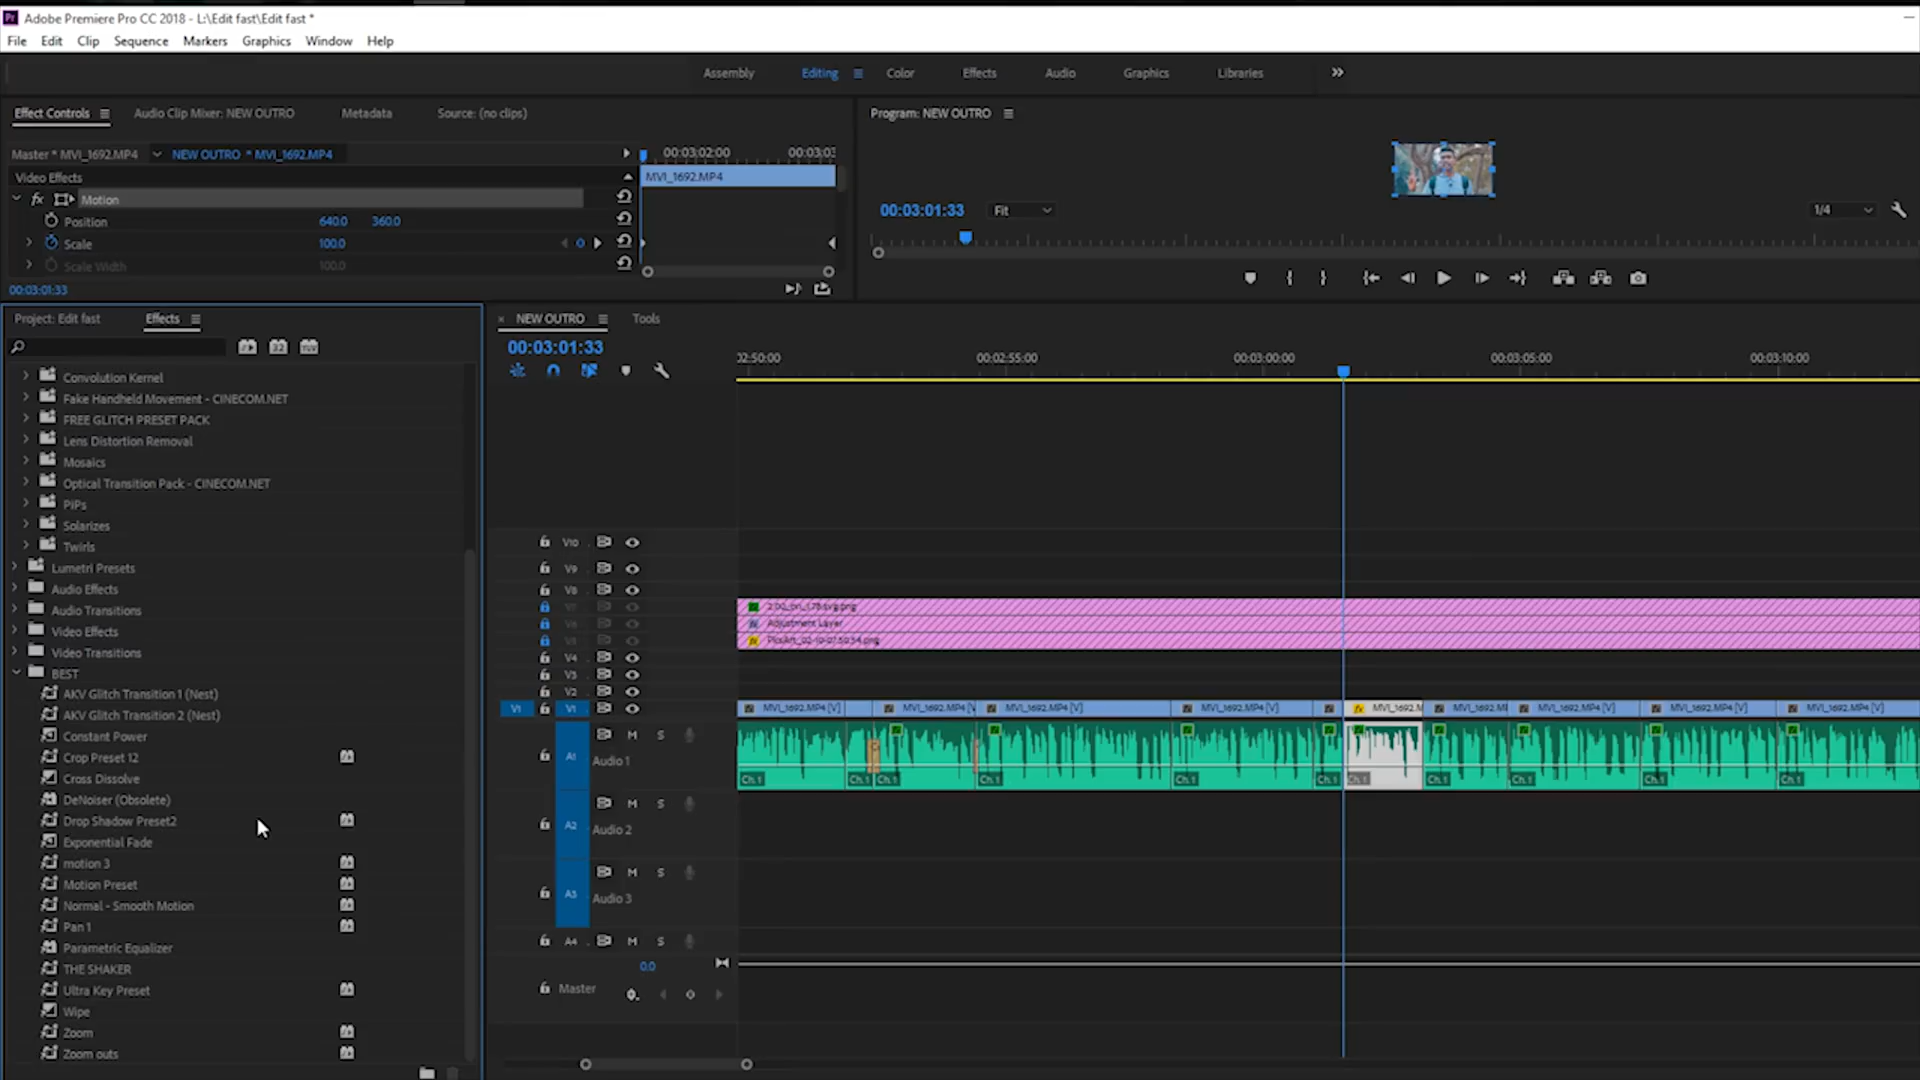 Adobe Premiere Pro CC 2018 - L:\Edit fast\Edit fast *
File Edit Clip Sequence Markers Graphics Window Help
Assembly Editing Color Effects Audio Graphics Libraries
Effect Controls Audio Clip Mixer: NEW OUTRO Metadata Source: (no clips)
Program: NEW OUTRO
Master * MVI_1692.MP4 NEW OUTRO * MVI_1692.MP4 00:03:02:00 00:03:03
Video Effects MVI_1692.MP4
fx Motion
Position 640.0 360.0
Scale 100.0
Scale Width 100.0
00:03:01:33
00:03:01:33 Fit 1/4
Project: Edit fast Effects
NEW OUTRO Tools
00:03:01:33
32 YUV
02:50:00 00:02:55:00 00:03:00:00 00:03:05:00 00:03:10:00
Convolution Kernel
Fake Handheld Movement - CINECOM.NET
FREE GLITCH PRESET PACK
Lens Distortion Removal
Mosaics
Optical Transition Pack - CINECOM.NET
PiPs
Solarizes
Twirls
Lumetri Presets
Audio Effects
Audio Transitions
Video Effects
Video Transitions
BEST
AKV Glitch Transition 1 (Nest)
AKV Glitch Transition 2 (Nest)
Constant Power
Crop Preset 12
Cross Dissolve
DeNoiser (Obsolete)
Drop Shadow Preset2
Exponential Fade
motion 3
Motion Preset
Normal - Smooth Motion
Pan 1
Parametric Equalizer
THE SHAKER
Ultra Key Preset
Wipe
Zoom
Zoom outs
V10
V9
V8
Adjustment Layer
V4
V3
V2
V1 V1 MVI_1692.MP4 [V] MVI_1692.MP4 [V MVI_1692.MP4 [V] MVI_1692.MP4 [V] MVI_1692.M MVI_1692.MI MVI_1692.MP4 [V] MVI_1692.MP4 [V] MVI_1692.MP4 [V]
M S
A1 Audio 1
Ch. 1 Ch. 1 Ch. 1 Ch. 1 Ch. 1 Ch. 1 Ch. 1 Ch. 1 Ch. 1 Ch. 1 Ch. 1
M S
A2 Audio 2
M S
A3 Audio 3
A4 M S
0.0
Master